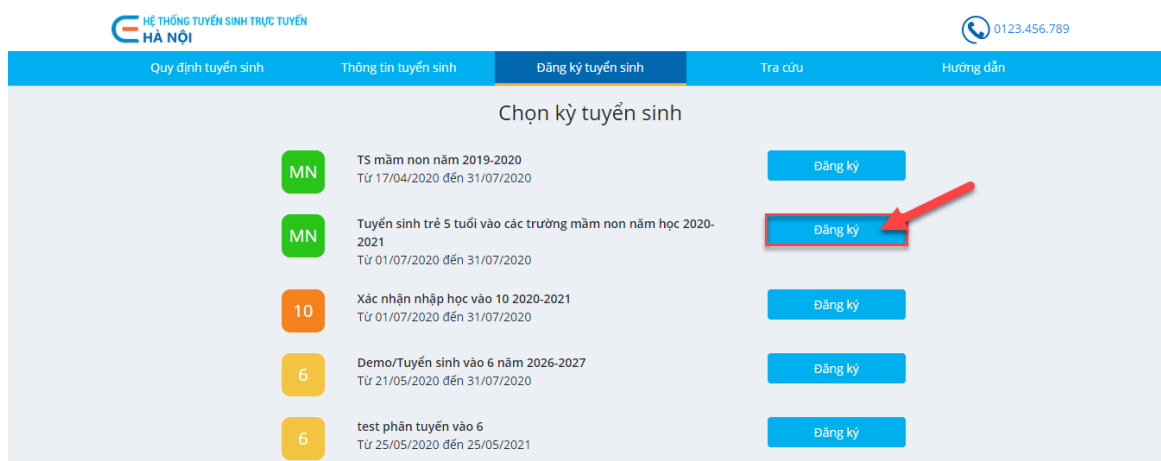 HỆ THỐNG TUYỂN SINH TRỰC TUYẾN
HÀ NỘI
0123.456.789
Quy định tuyển sinh
Thông tin tuyển sinh
Đăng ký tuyển sinh
Tra cứu
Hướng dẫn
Chọn kỳ tuyển sinh
MN
TS mầm non năm 2019-2020
Từ 17/04/2020 đến 31/07/2020
Đăng ký
MN
Tuyển sinh trẻ 5 tuổi vào các trường mầm non năm học 2020-
2021
Từ 01/07/2020 đến 31/07/2020
Đăng ký
10
Xác nhận nhập học vào 10 2020-2021
Từ 01/07/2020 đến 31/07/2020
Đăng ký
6
Demo/Tuyển sinh vào 6 năm 2026-2027
Từ 21/05/2020 đến 31/07/2020
Đăng ký
6
test phân tuyến vào 6
Từ 25/05/2020 đến 25/05/2021
Đăng ký